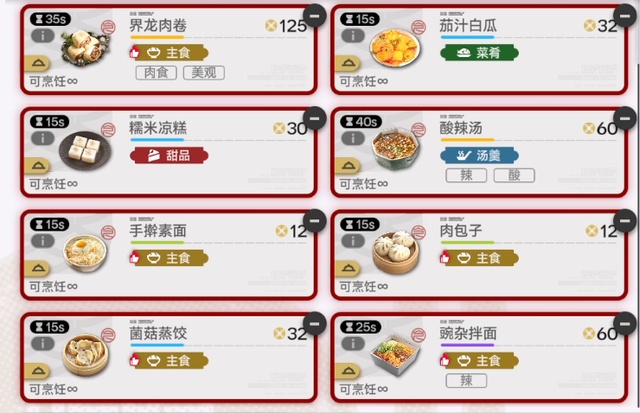 35s
界龙肉卷
125
主食
肉食
美观
可烹饪∞
15s
茄汁白瓜
32
菜肴
可烹饪∞
15s
糯米凉糕
30
甜品
可烹饪∞
40s
酸辣汤
60
汤羹
辣
酸
可烹饪∞
15s
手擀素面
12
主食
可烹饪∞
15s
肉包子
12
主食
可烹饪∞
15s
菌菇蒸饺
32
主食
可烹饪∞
25s
豌杂拌面
60
主食
辣
可烹饪∞